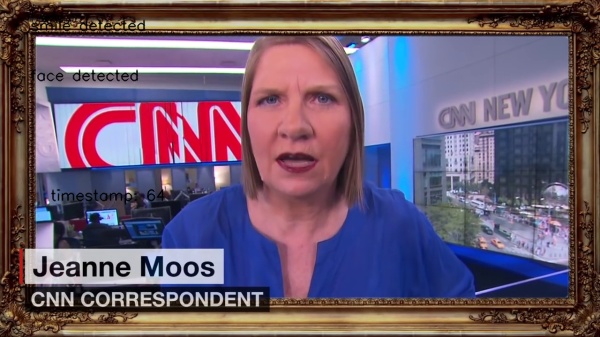 smile detected
face detected
CNN
CNN NEW YO
timestamp: 64
Jeanne Moos
CNN CORRESPONDENT